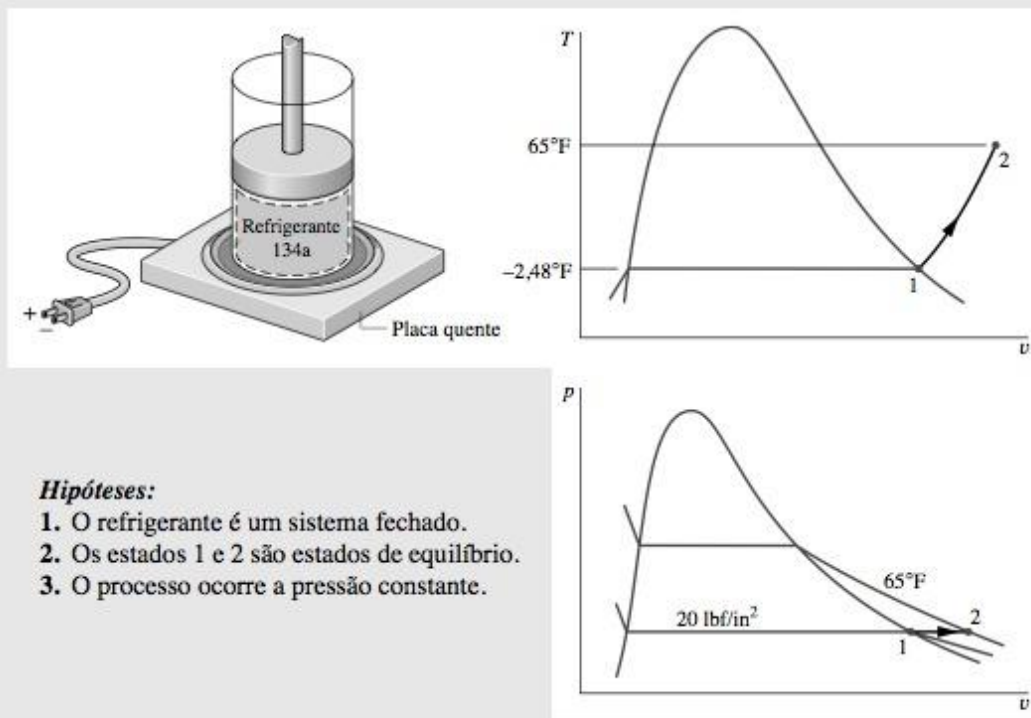 Refrigerante
134a
+
–
Placa quente
T
65°F
2
–2,48°F
1
v
p
65°F
20 lbf/in²
2
1
v
Hipóteses:
1. O refrigerante é um sistema fechado.
2. Os estados 1 e 2 são estados de equilíbrio.
3. O processo ocorre a pressão constante.